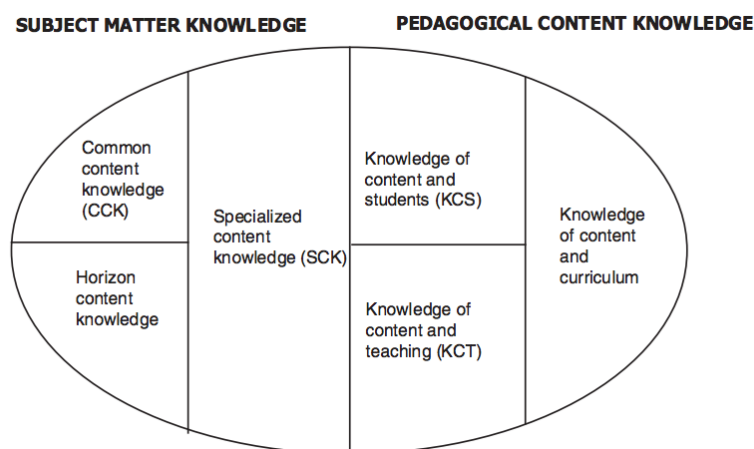 SUBJECT MATTER KNOWLEDGE
PEDAGOGICAL CONTENT KNOWLEDGE
Common
content
knowledge
(CCK)
Horizon
content
knowledge
Specialized
content
knowledge (SCK)
Knowledge of
content and
students (KCS)
Knowledge of
content and
teaching (KCT)
Knowledge
of content
and
curriculum